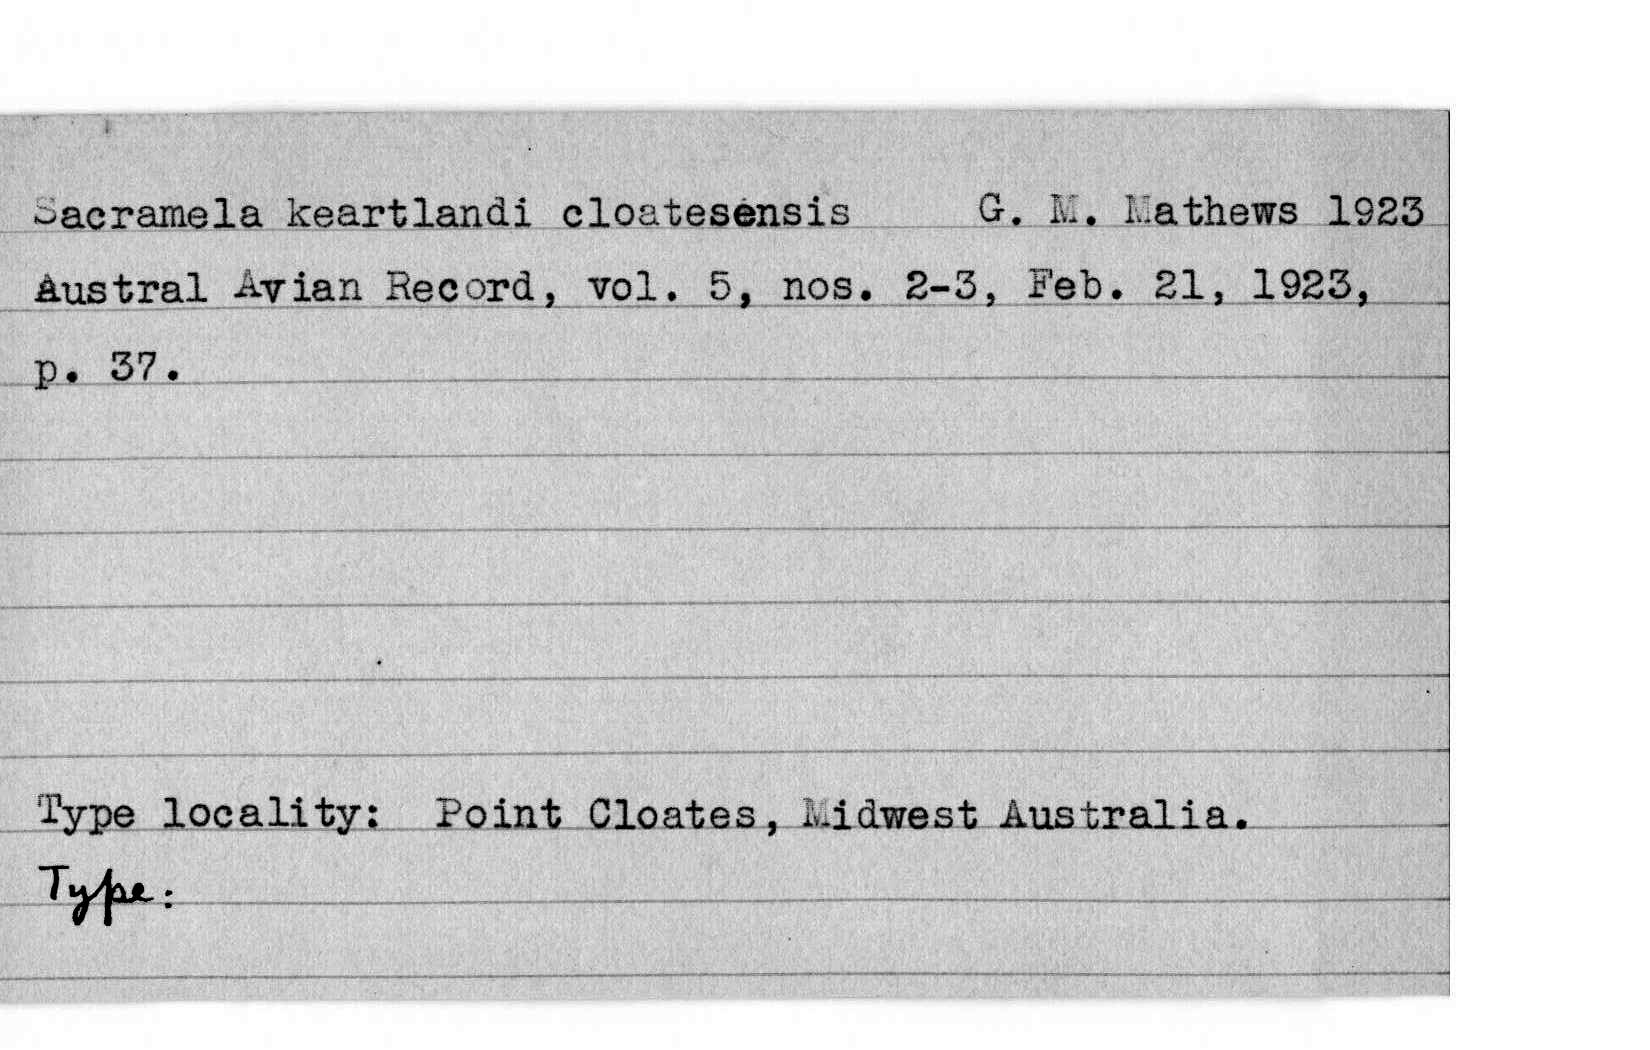 Sacramela keartlandi cloatesensis G. M. Mathews 1923
Austral Avian Record, vol. 5, nos. 2-3, Feb. 21, 1923,
p. 37.
Type locality: Point Cloates, Midwest Australia.
Type: